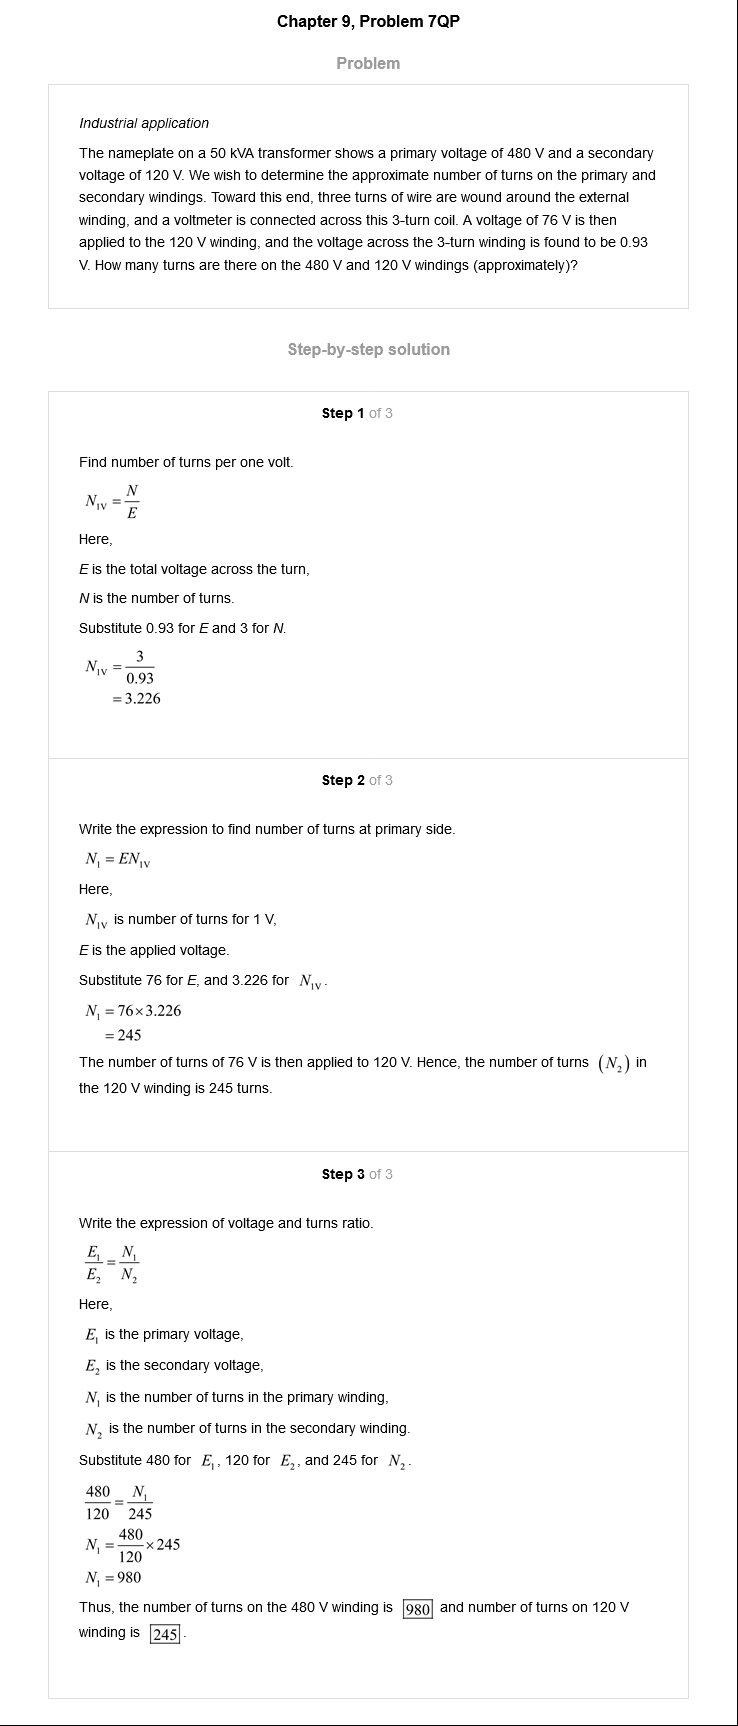 Chapter 9, Problem 7QP
Problem
Industrial application
The nameplate on a 50 kVA transformer shows a primary voltage of 480 V and a secondary
voltage of 120 V. We wish to determine the approximate number of turns on the primary and
secondary windings. Toward this end, three turns of wire are wound around the external
winding, and a voltmeter is connected across this 3-turn coil. A voltage of 76 V is then
applied to the 120 V winding, and the voltage across the 3-turn winding is found to be 0.93
V. How many turns are there on the 480 V and 120 V windings (approximately)?
Step-by-step solution
Step 1 of 3
Find number of turns per one volt.
N_{1V} = N/E
Here,
E is the total voltage across the turn,
N is the number of turns.
Substitute 0.93 for E and 3 for N.
N_{1V} = 3/0.93
= 3.226
Step 2 of 3
Write the expression to find number of turns at primary side.
N_1 = EN_{1V}
Here,
N_{1V} is number of turns for 1 V,
E is the applied voltage.
Substitute 76 for E, and 3.226 for N_{1V}.
N_1 = 76×3.226
= 245
The number of turns of 76 V is then applied to 120 V. Hence, the number of turns (N_2) in
the 120 V winding is 245 turns.
Step 3 of 3
Write the expression of voltage and turns ratio.
E_1/E_2 = N_1/N_2
Here,
E_1 is the primary voltage,
E_2 is the secondary voltage,
N_1 is the number of turns in the primary winding,
N_2 is the number of turns in the secondary winding.
Substitute 480 for E_1, 120 for E_2, and 245 for N_2.
480/120 = N_1/245
N_1 = 480/120 ×245
N_1 = 980
Thus, the number of turns on the 480 V winding is 980 and number of turns on 120 V
winding is 245.